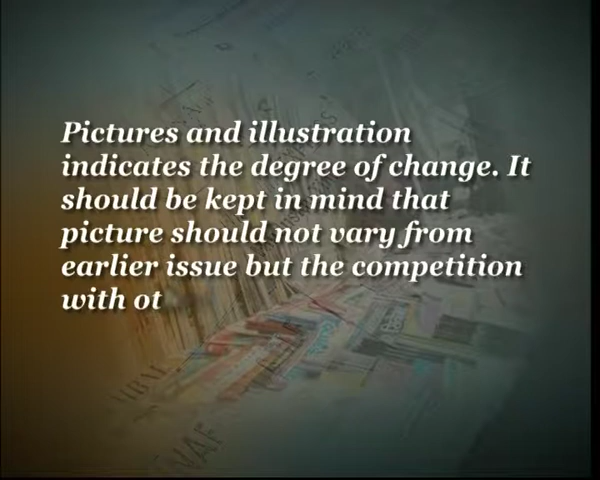 Pictures and illustration
indicates the degree of change. It
should be kept in mind that
picture should not vary from
earlier issue but the competition
with ot